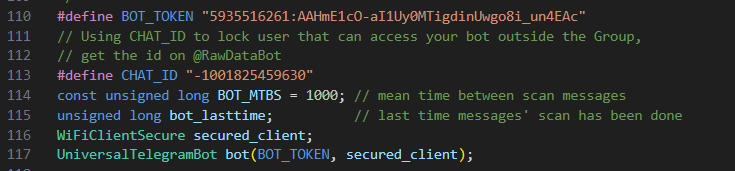 110 #define BOT_TOKEN "5935516261:AAHmE1cO-aI1Uy0MTigdinUwgo8i_un4EAc"
111 // Using CHAT_ID to lock user that can access your bot outside the Group,
112 // get the id on @RawDataBot
113 #define CHAT_ID "-1001825459630"
114 const unsigned long BOT_MTBS = 1000; // mean time between scan messages
115 unsigned long bot_lasttime; // last time messages' scan has been done
116 WiFiClientSecure secured_client;
117 UniversalTelegramBot bot(BOT_TOKEN, secured_client);